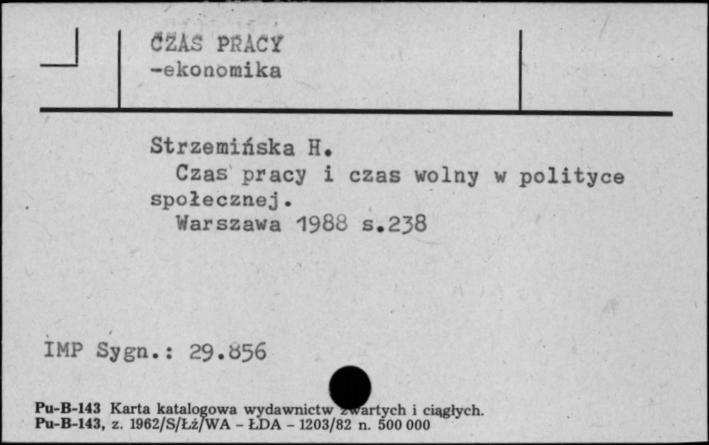 CZAS PRACY
-ekonomika
Strzemińska H.
Czas pracy i czas wolny w polityce
społecznej.
Warszawa 1988 s.238
IMP Sygn.: 29.856
Pu-B-143 Karta katalogowa wydawnictw zwartych i ciągłych.
Pu-B-143, z. 1962/S/Łż/WA - ŁDA - 1203/82 n. 500 000